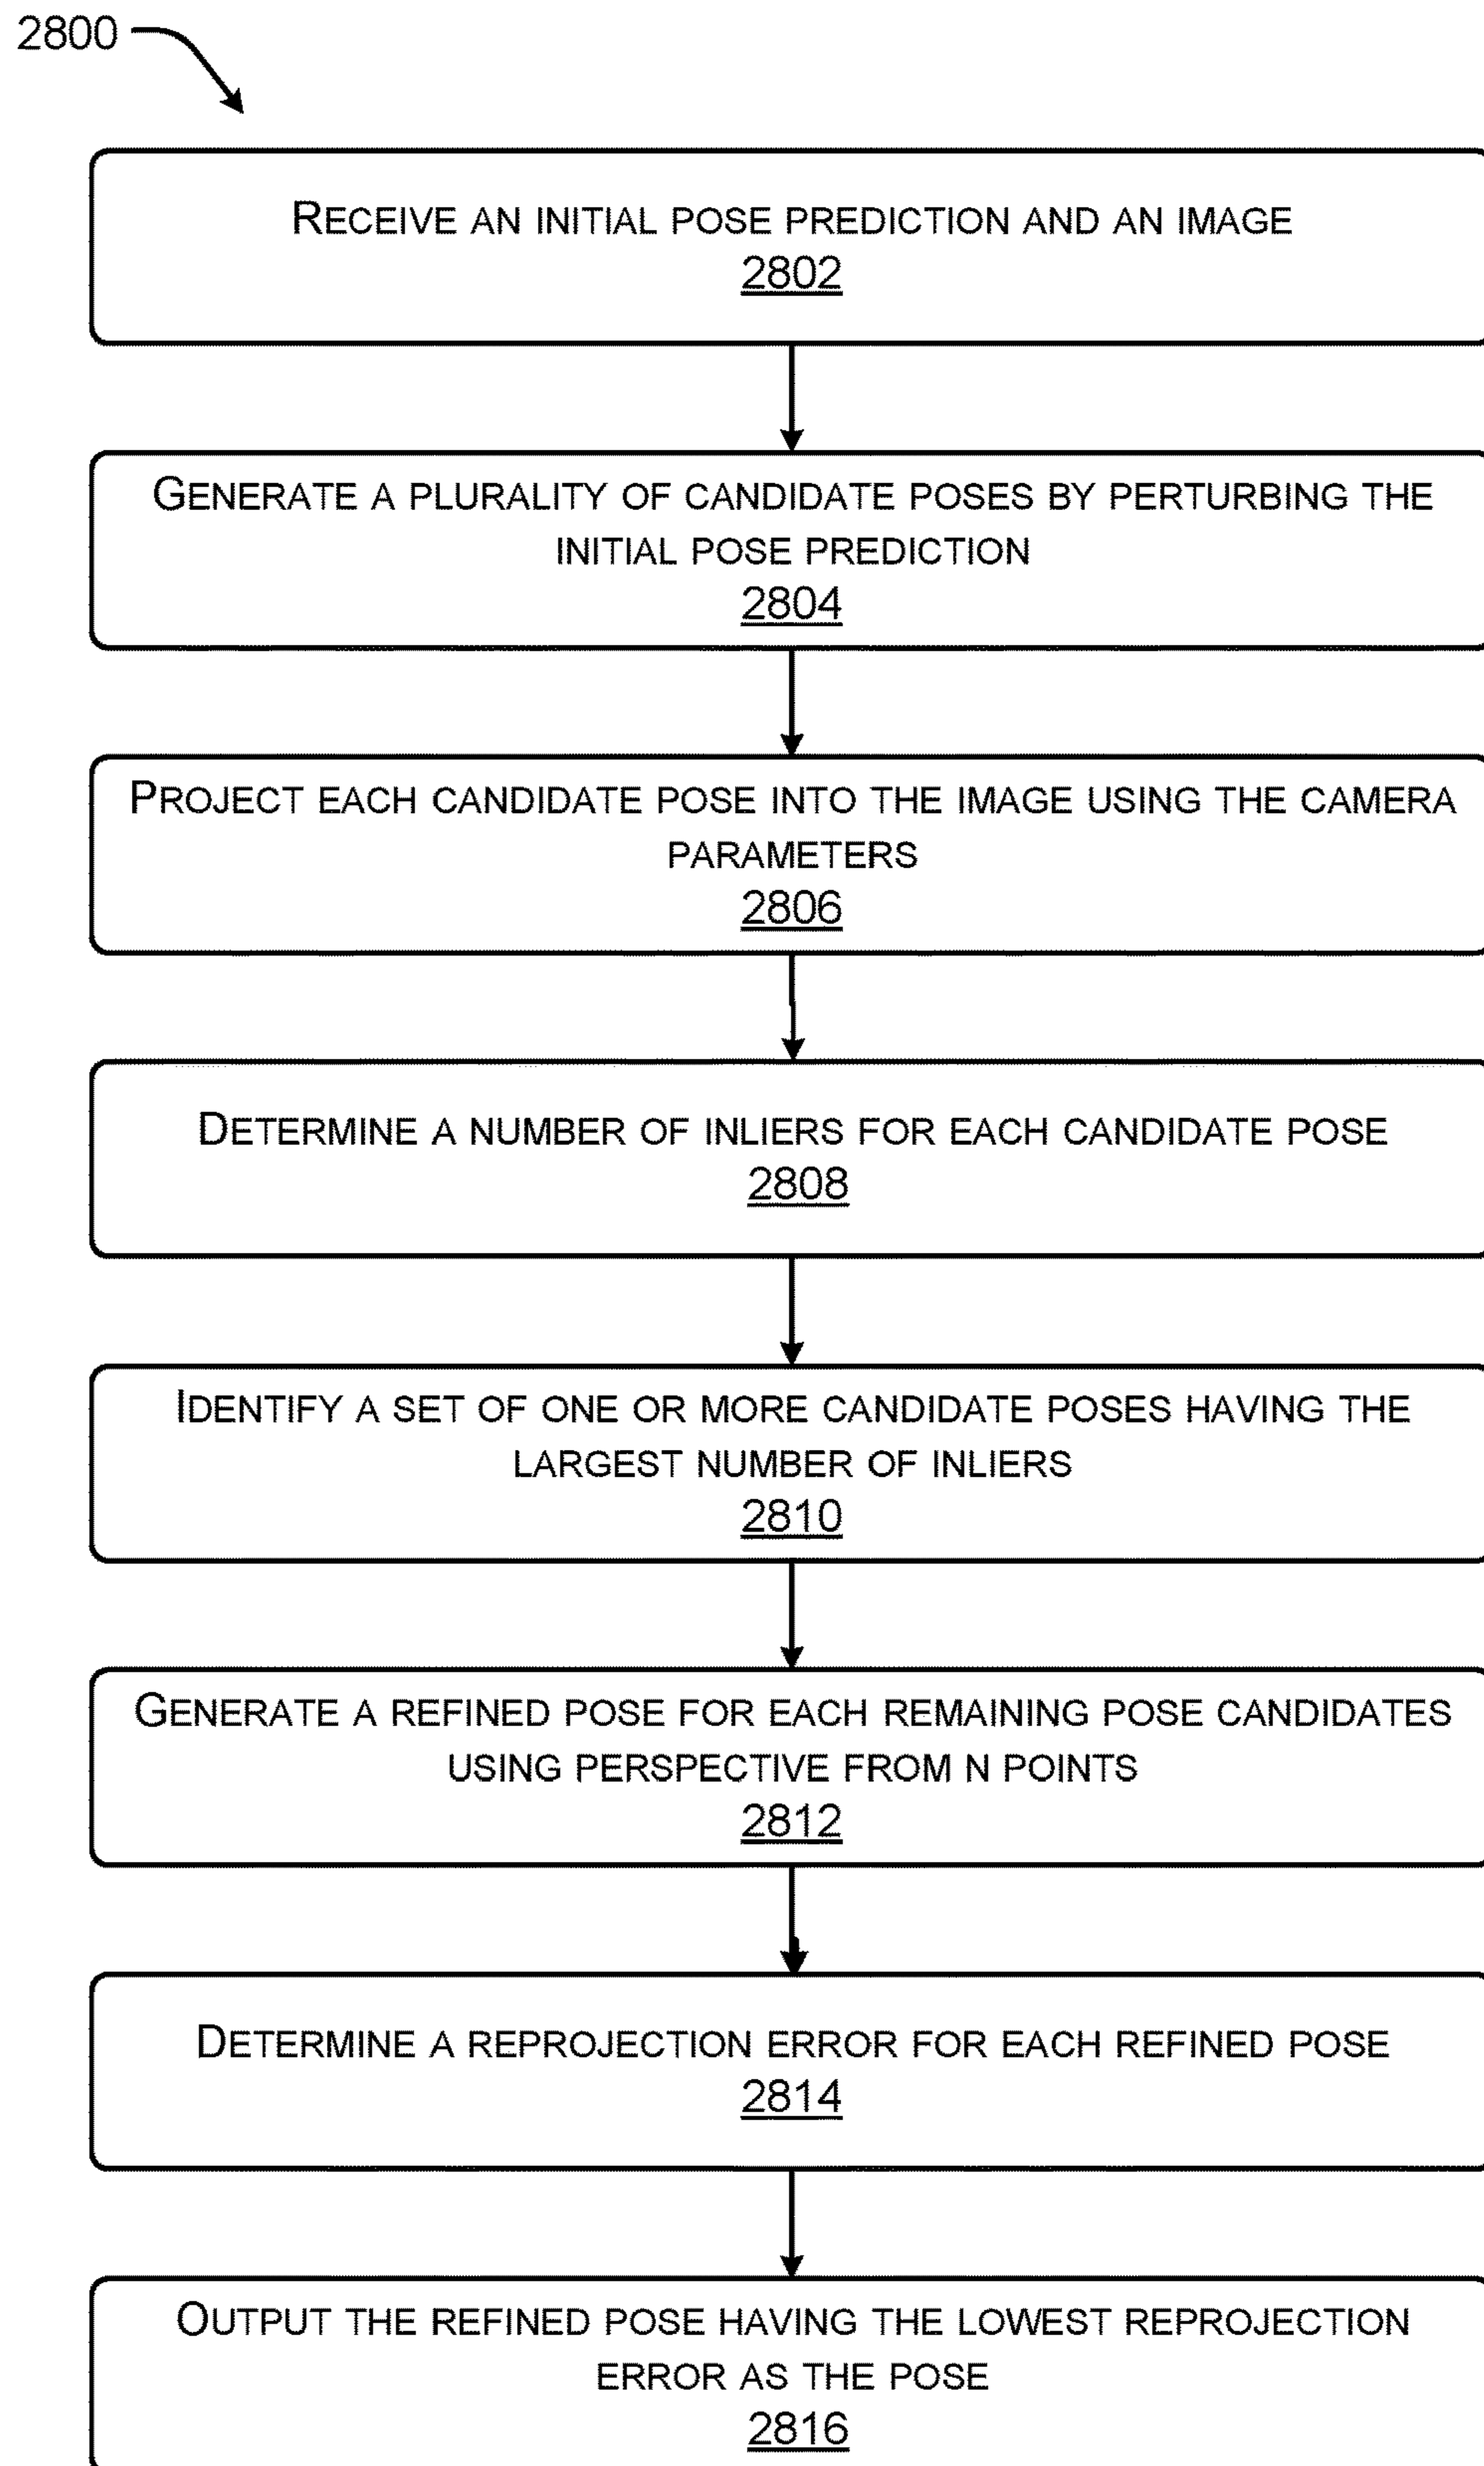 2800
RECEIVE AN INITIAL POSE PREDICTION AND AN IMAGE
2802
GENERATE A PLURALITY OF CANDIDATE POSES BY PERTURBING THE
INITIAL POSE PREDICTION
2804
PROJECT EACH CANDIDATE POSE INTO THE IMAGE USING THE CAMERA
PARAMETERS
2806
DETERMINE A NUMBER OF INLIERS FOR EACH CANDIDATE POSE
2808
IDENTIFY A SET OF ONE OR MORE CANDIDATE POSES HAVING THE
LARGEST NUMBER OF INLIERS
2810
GENERATE A REFINED POSE FOR EACH REMAINING POSE CANDIDATES
USING PERSPECTIVE FROM N POINTS
2812
DETERMINE A REPROJECTION ERROR FOR EACH REFINED POSE
2814
OUTPUT THE REFINED POSE HAVING THE LOWEST REPROJECTION
ERROR AS THE POSE
2816